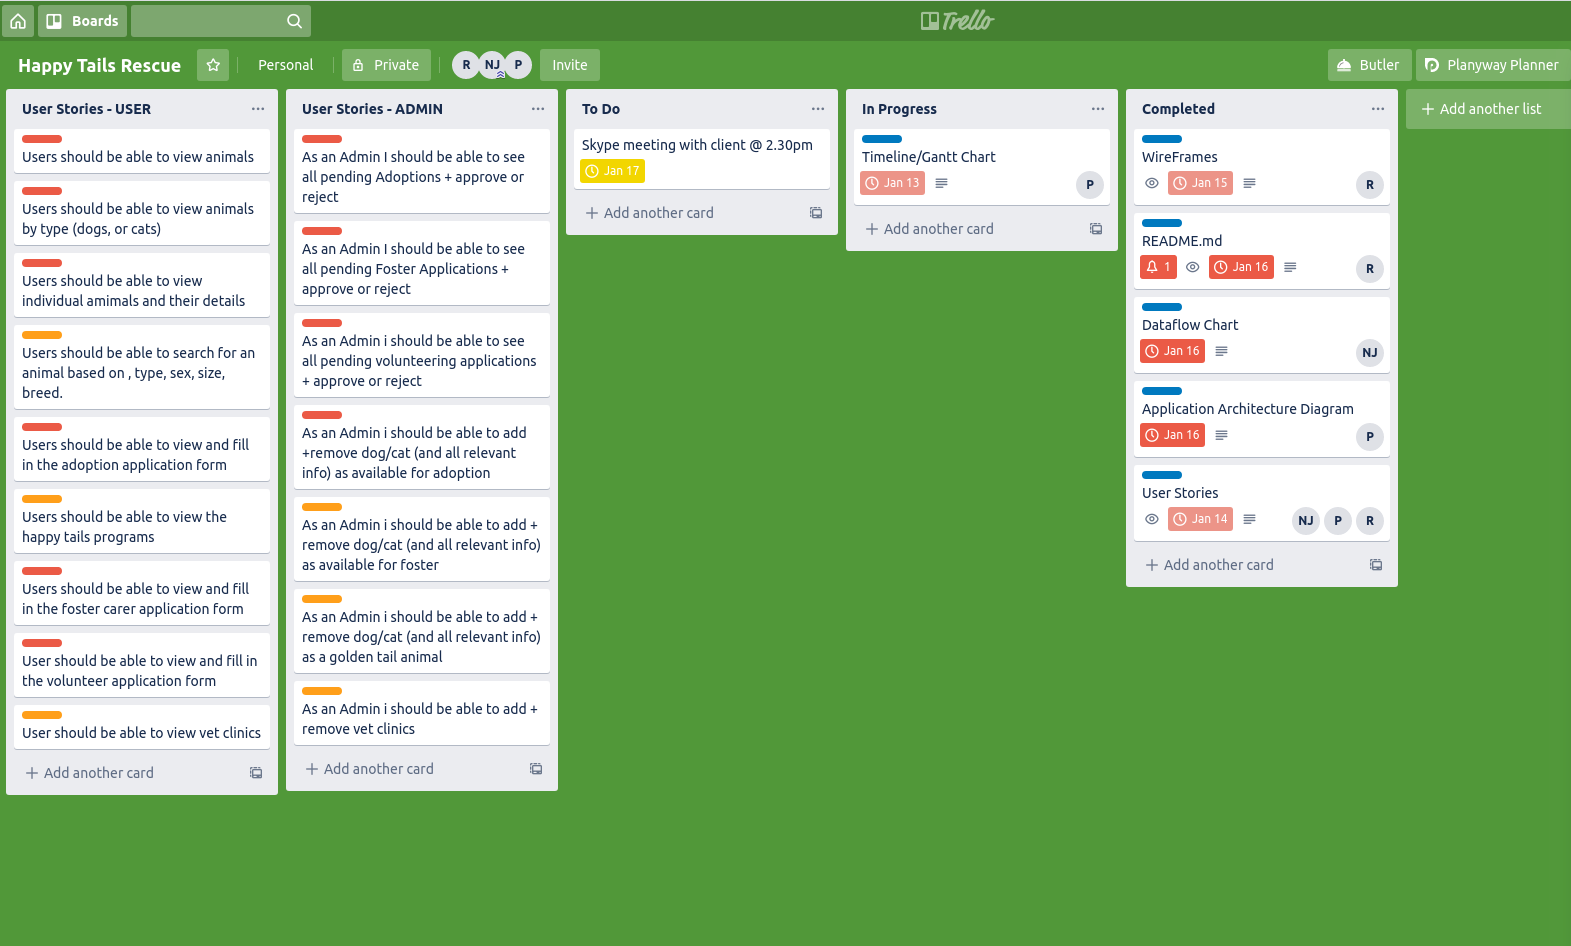 Boards
Trello
Happy Tails Rescue
Personal
Private
R NJ P
Invite
Butler
Planyway Planner
User Stories - USER
Users should be able to view animals
Users should be able to view animals
by type (dogs, or cats)
Users should be able to view
individual amimals and their details
Users should be able to search for an
animal based on , type, sex, size,
breed.
Users should be able to view and fill
in the adoption application form
Users should be able to view the
happy tails programs
Users should be able to view and fill
in the foster carer application form
User should be able to view and fill in
the volunteer application form
User should be able to view vet clinics
+ Add another card
User Stories - ADMIN
As an Admin I should be able to see
all pending Adoptions + approve or
reject
As an Admin I should be able to see
all pending Foster Applications +
approve or reject
As an Admin i should be able to see
all pending volunteering applications
+ approve or reject
As an Admin i should be able to add
+remove dog/cat (and all relevant
info) as available for adoption
As an Admin i should be able to add +
remove dog/cat (and all relevant info)
as available for foster
As an Admin i should be able to add +
remove dog/cat (and all relevant info)
as a golden tail animal
As an Admin i should be able to add +
remove vet clinics
+ Add another card
To Do
Skype meeting with client @ 2.30pm
Jan 17
+ Add another card
In Progress
Timeline/Gantt Chart
Jan 13
P
+ Add another card
Completed
WireFrames
Jan 15
R
README.md
1
Jan 16
R
Dataflow Chart
Jan 16
NJ
Application Architecture Diagram
Jan 16
P
User Stories
Jan 14
NJ P R
+ Add another card
+ Add another list